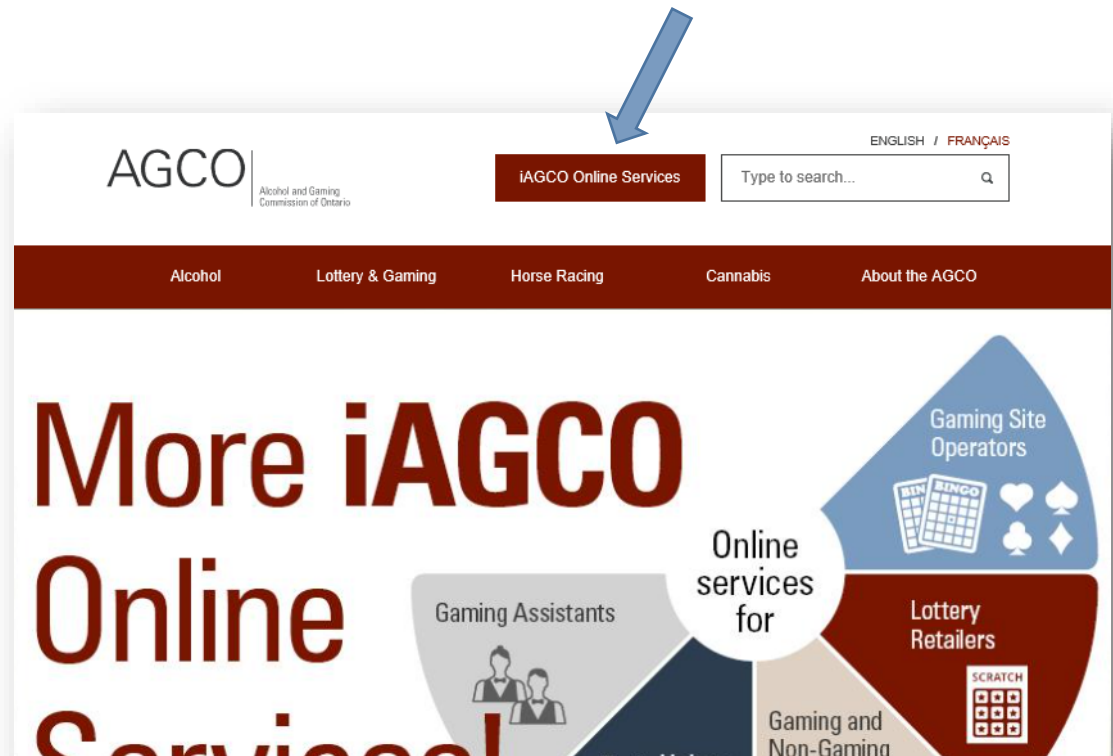 ENGLISH / FRANÇAIS
AGCO
Alcohol and Gaming
Commission of Ontario
iAGCO Online Services
Type to search...
Alcohol
Lottery & Gaming
Horse Racing
Cannabis
About the AGCO
More iAGCO
Online
Services!
Online
services
for
Gaming Site
Operators
BINGO
Gaming Assistants
Lottery
Retailers
SCRATCH
Gaming and
Non-Gaming